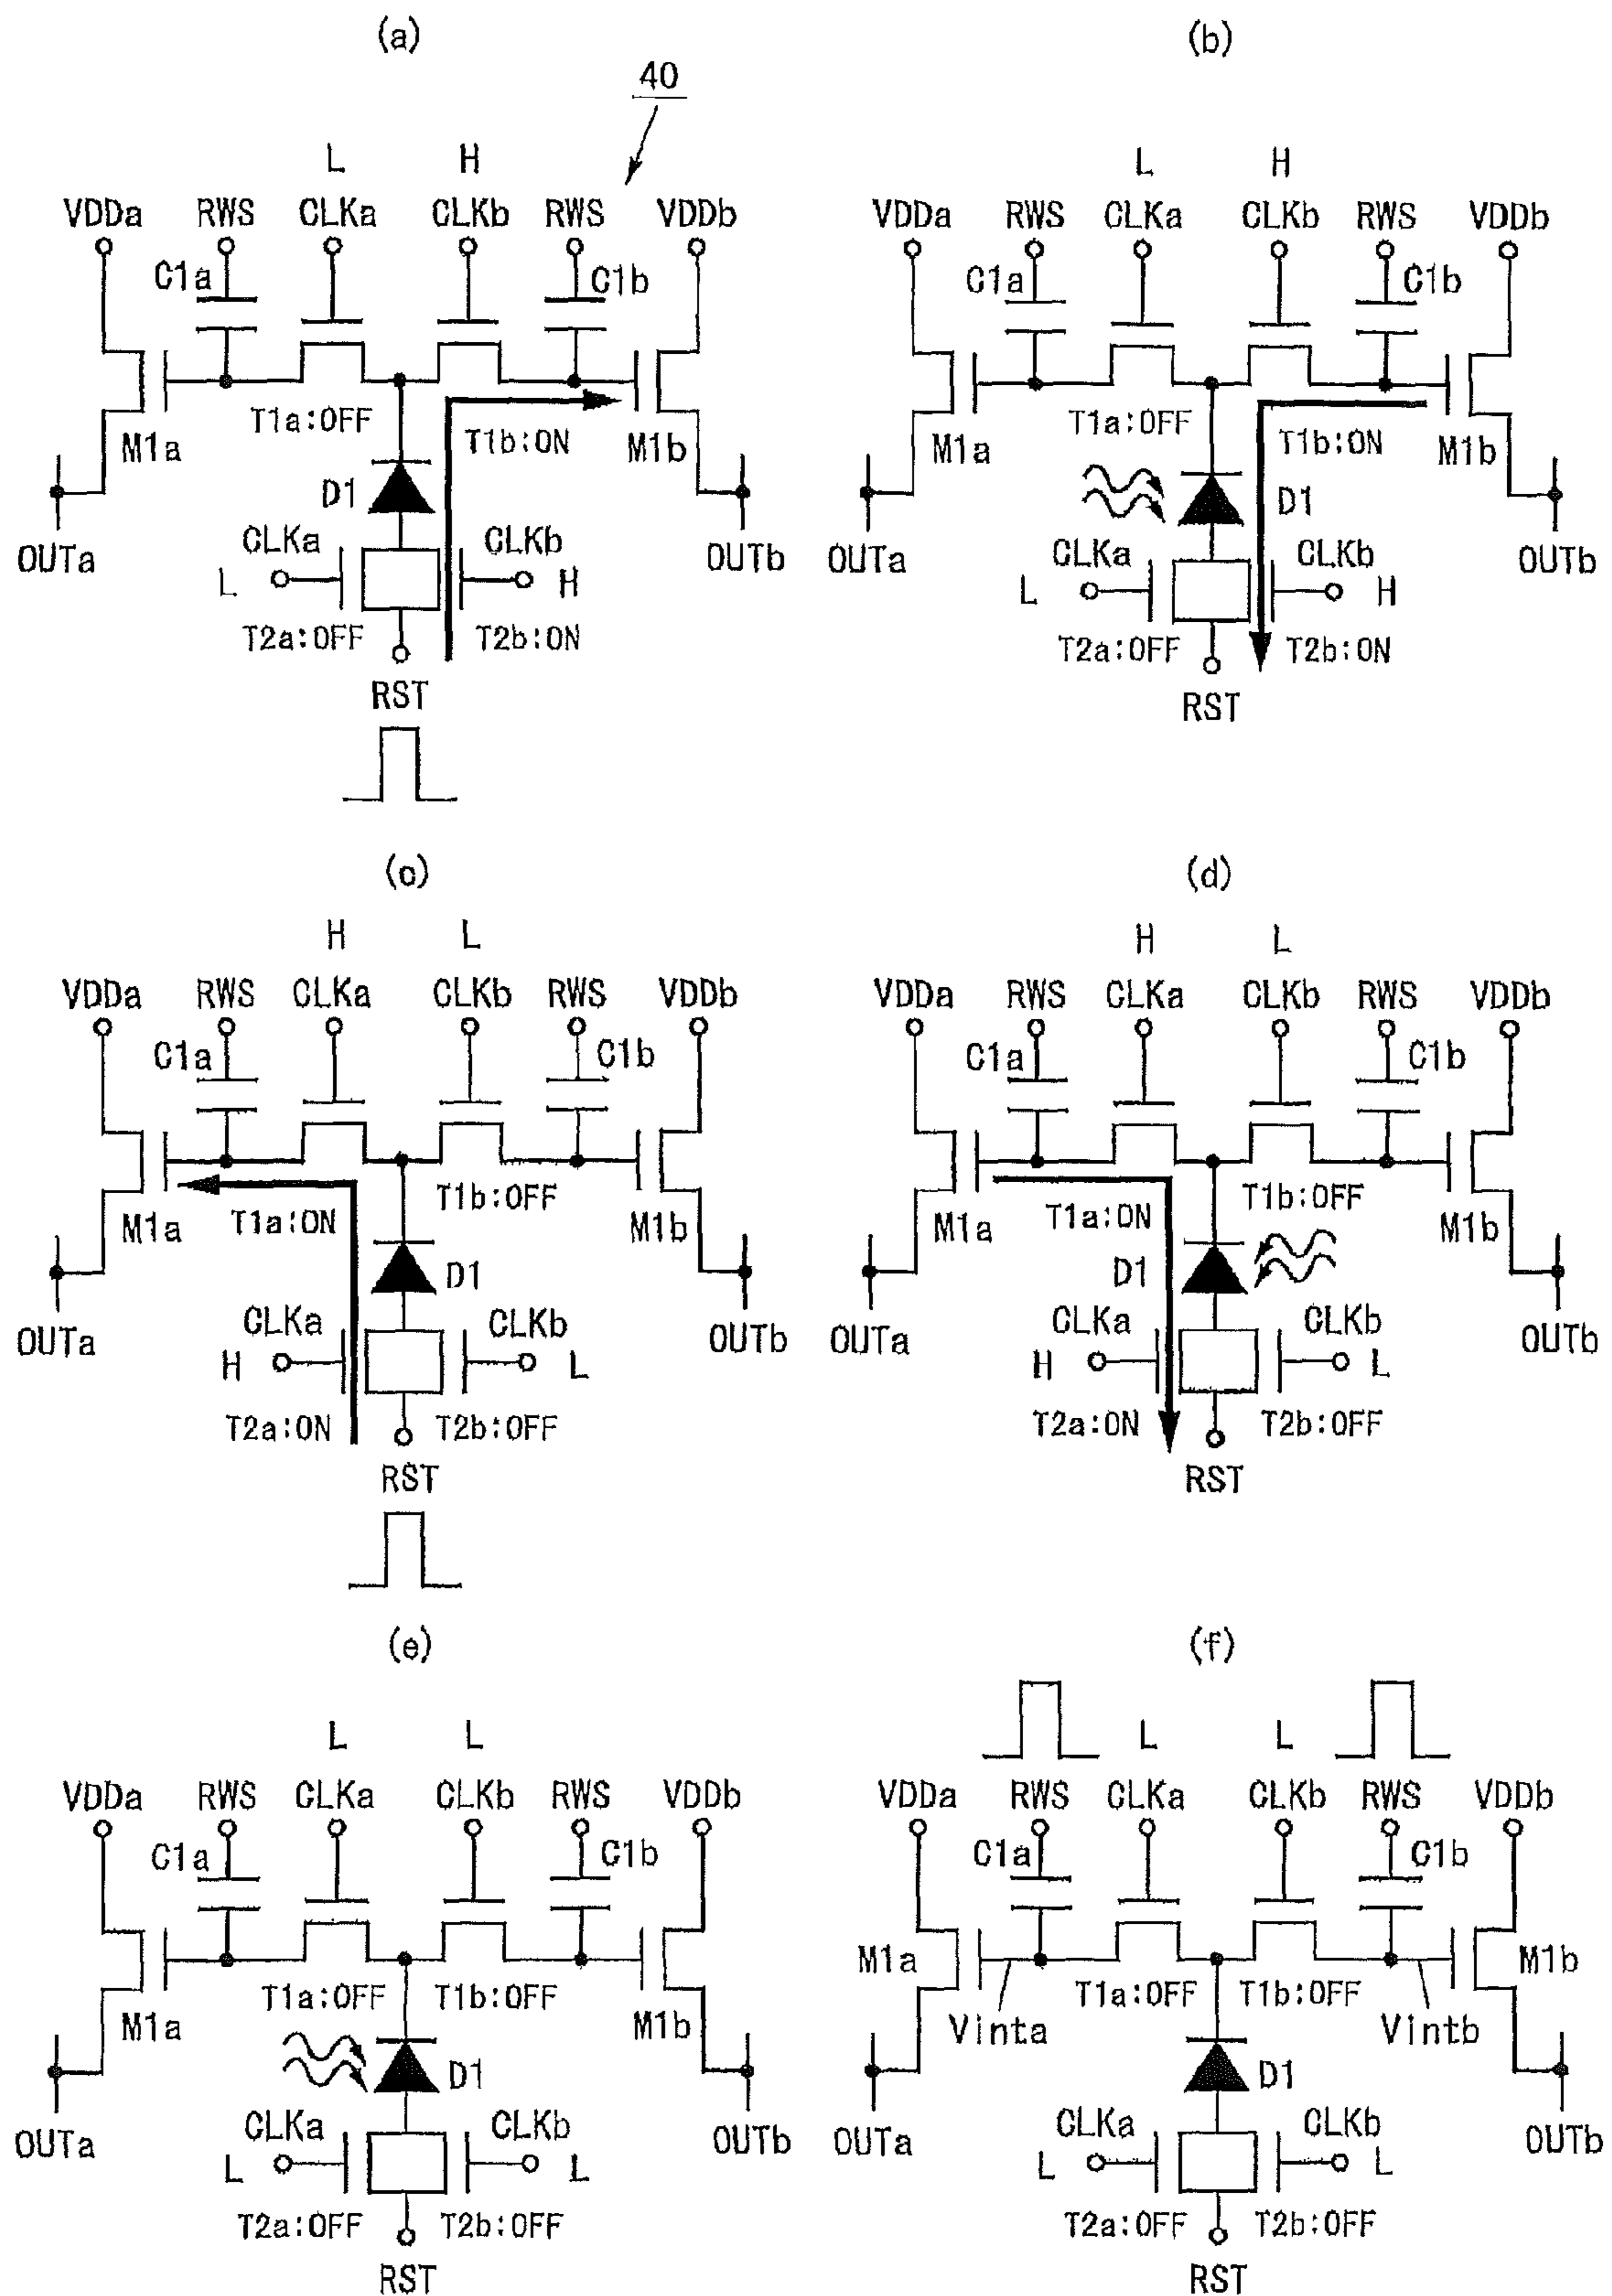 (a)
40
L H
VDDa RWS CLKa CLKb RWS VDDb
C1a C1b
T1a:OFF T1b:ON
M1a M1b
D1
CLKa CLKb
OUTa OUTb
L H
T2a:OFF T2b:ON
RST
(b)
L H
VDDa RWS CLKa CLKb RWS VDDb
C1a C1b
T1a:OFF T1b:ON
M1a M1b
D1
CLKa CLKb
OUTa OUTb
L H
T2a:OFF T2b:ON
RST
(c)
H L
VDDa RWS CLKa CLKb RWS VDDb
C1a C1b
T1a:ON T1b:OFF
M1a M1b
D1
CLKa CLKb
OUTa OUTb
H L
T2a:ON T2b:OFF
RST
(d)
H L
VDDa RWS CLKa CLKb RWS VDDb
C1a C1b
T1a:ON T1b:OFF
M1a M1b
D1
CLKa CLKb
OUTa OUTb
H L
T2a:ON T2b:OFF
RST
(e)
L L
VDDa RWS CLKa CLKb RWS VDDb
C1a C1b
T1a:OFF T1b:OFF
M1a M1b
D1
CLKa CLKb
OUTa OUTb
L L
T2a:OFF T2b:OFF
RST
(f)
L L
VDDa RWS CLKa CLKb RWS VDDb
C1a C1b
M1a M1b
T1a:OFF T1b:OFF
Vinta Vintb
D1
CLKa CLKb
OUTa OUTb
L L
T2a:OFF T2b:OFF
RST